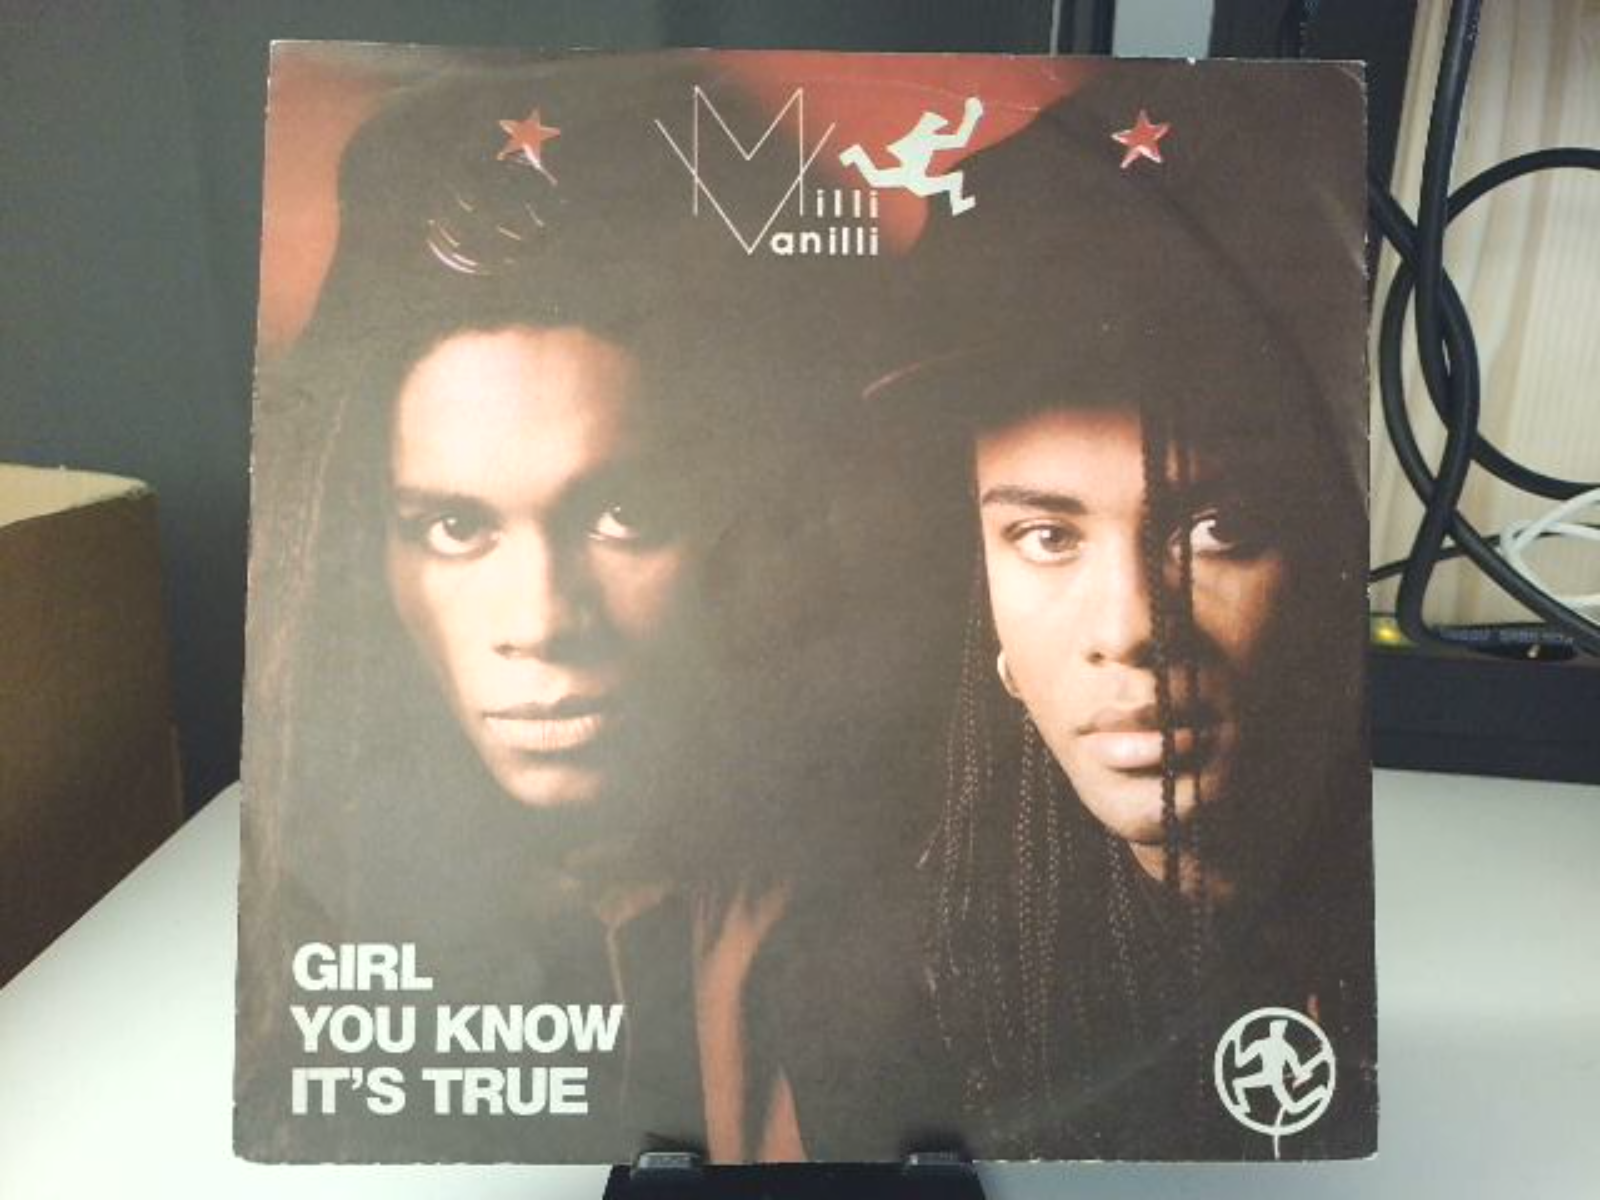 Milli
Vanilli
GIRL
YOU KNOW
IT'S TRUE